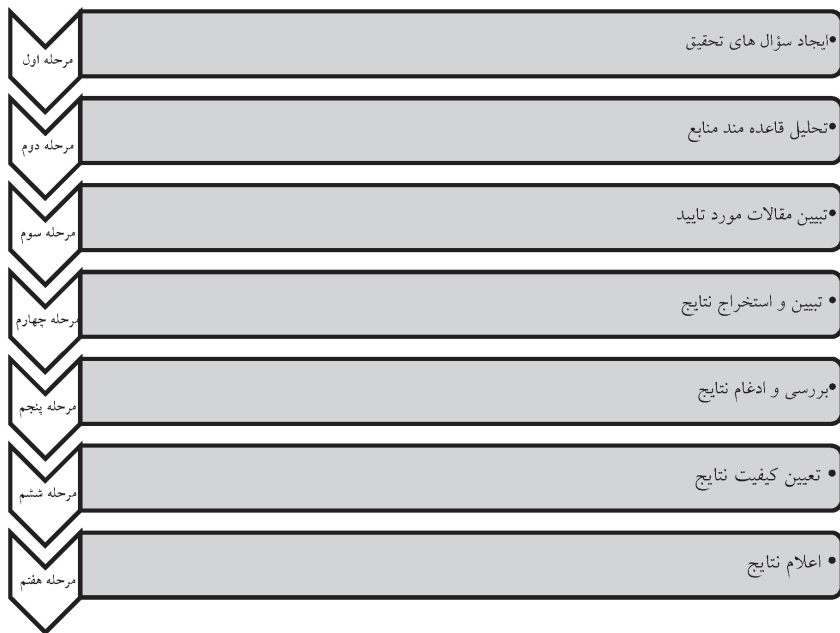 مرحله اول
•ایجاد سؤال های تحقیق
مرحله دوم
•تحلیل قاعده مند منابع
مرحله سوم
•تبیین مقالات مورد تایید
مرحله چهارم
• تبیین و استخراج نتایج
مرحله پنجم
•بررسی و ادغام نتایج
مرحله ششم
• تعیین کیفیت نتایج
مرحله هفتم
• اعلام نتایج